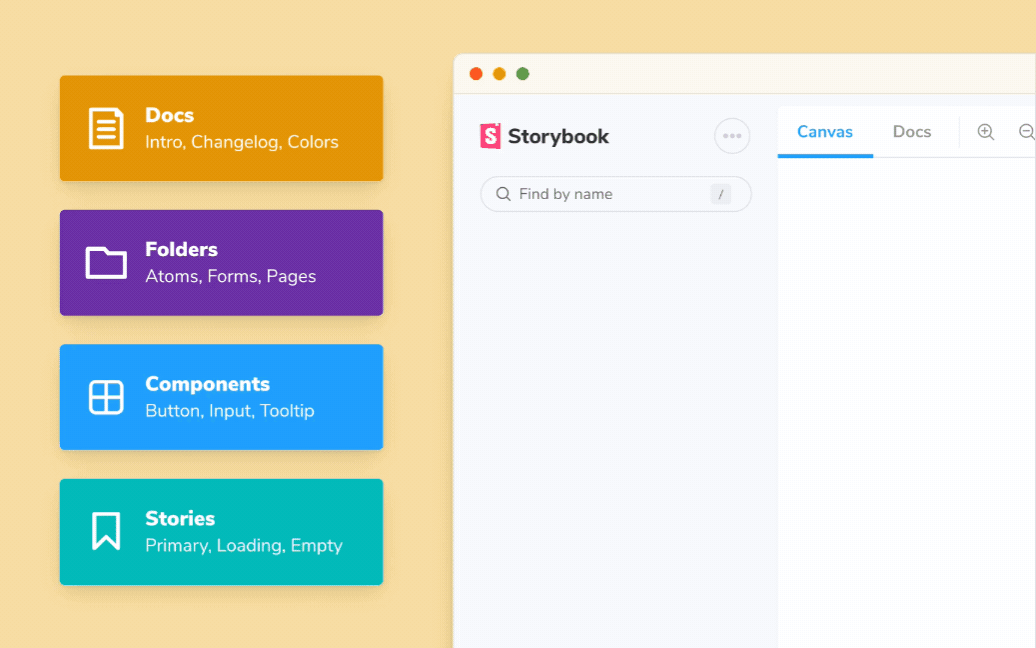 Docs
Intro, Changelog, Colors
Folders
Atoms, Forms, Pages
Components
Button, Input, Tooltip
Stories
Primary, Loading, Empty
S Storybook
Find by name /
Canvas Docs